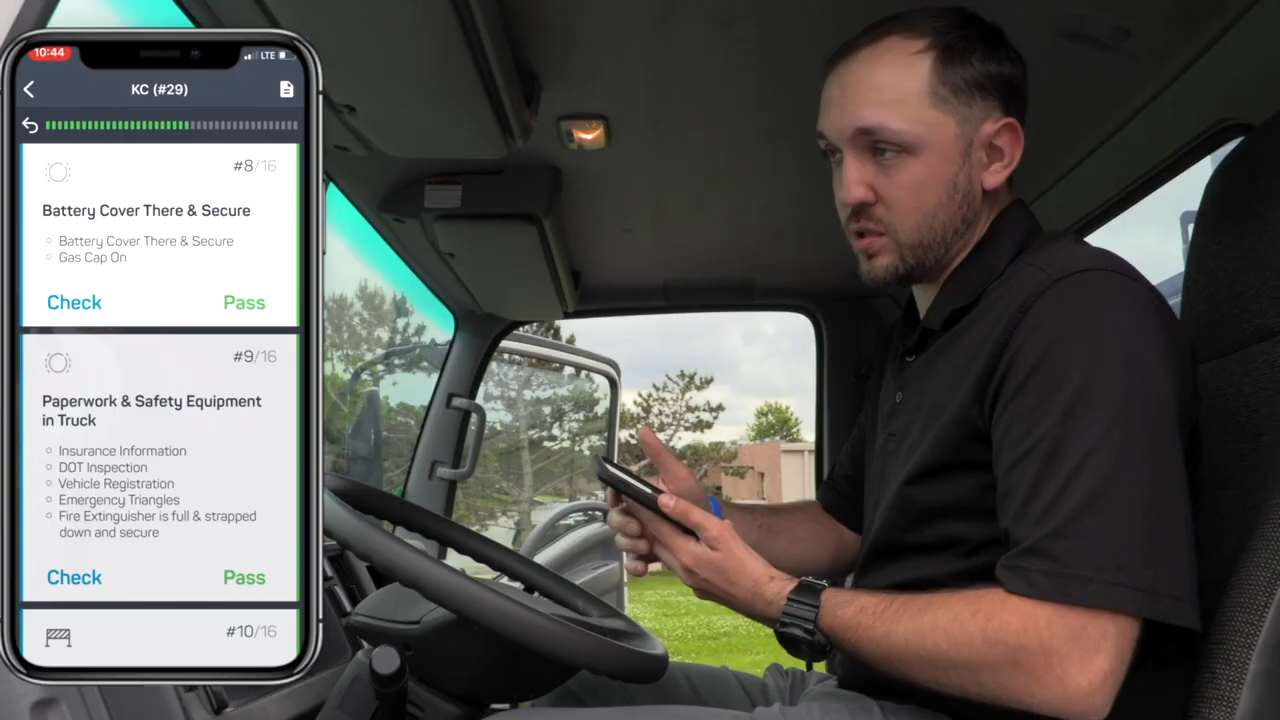 10:44
LTE
KC (#29)
#8/16
Battery Cover There & Secure
Battery Cover There & Secure
Gas Cap On
Check
Pass
#9/16
Paperwork & Safety Equipment
in Truck
Insurance Information
DOT Inspection
Vehicle Registration
Emergency Triangles
Fire Extinguisher is full & strapped
down and secure
Check
Pass
#10/16